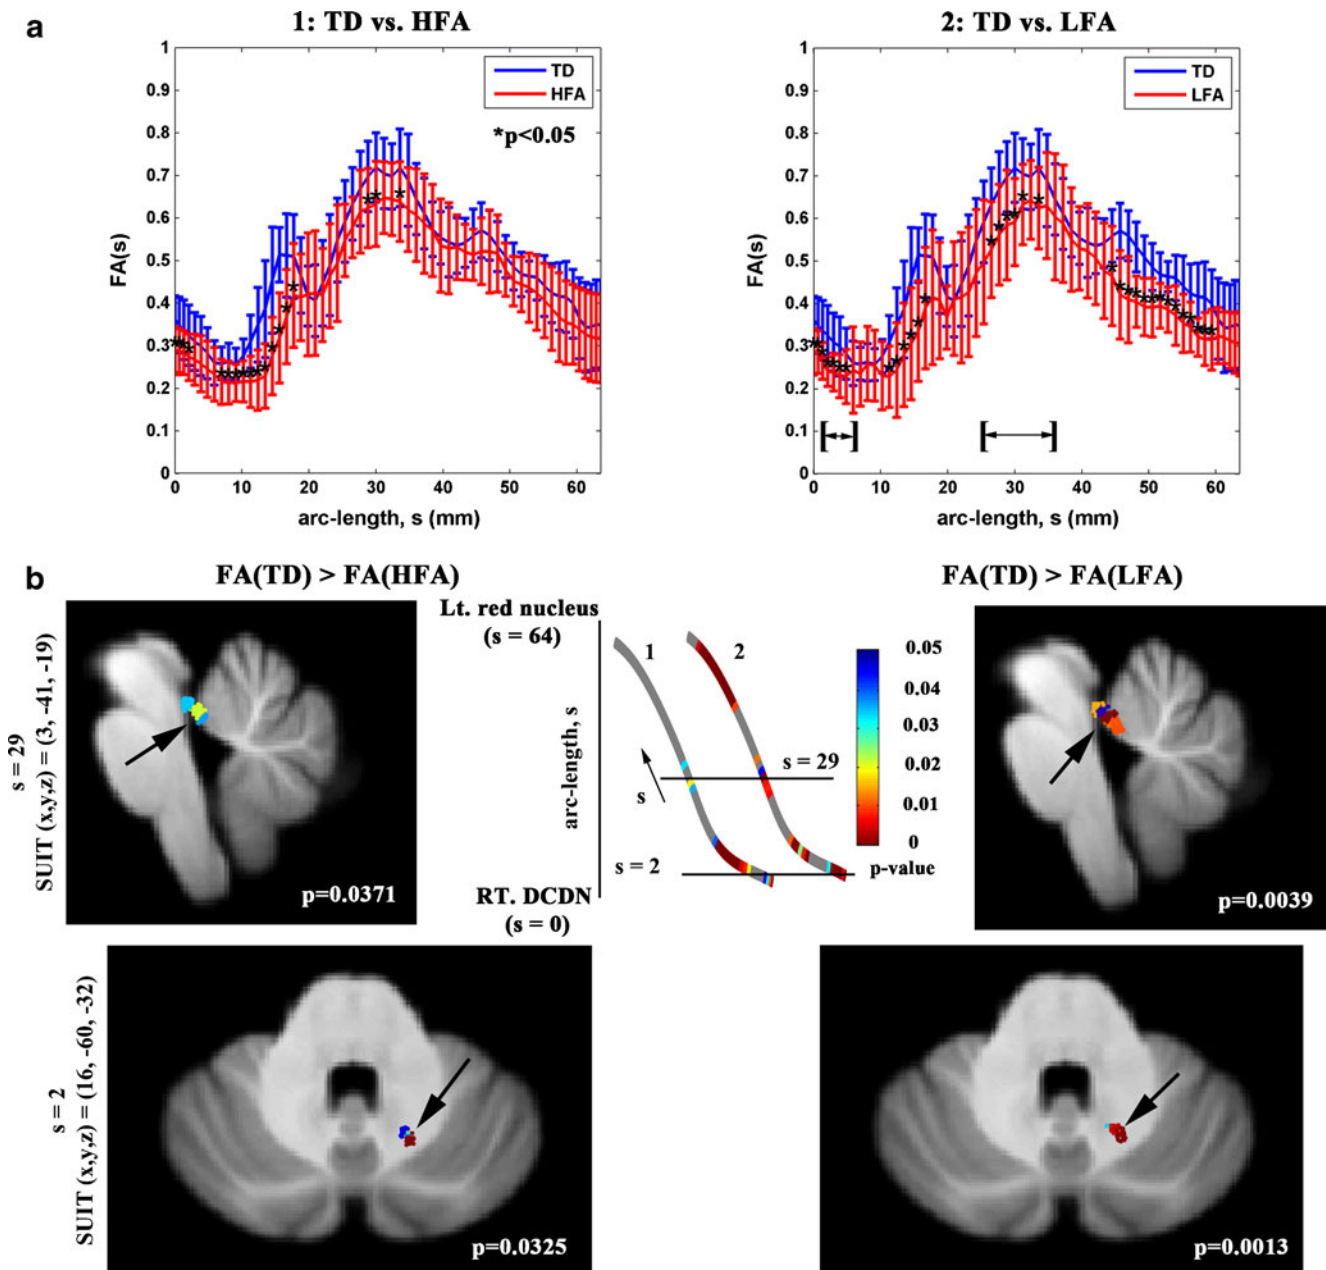 a
1: TD vs. HFA
1
0.9
0.8
0.7
0.6
0.5
0.4
0.3
0.2
0.1
0
FA(s)
TD
HFA
*p<0.05
0 10 20 30 40 50 60
arc-length, s (mm)
2: TD vs. LFA
1
0.9
0.8
0.7
0.6
0.5
0.4
0.3
0.2
0.1
0
FA(s)
TD
LFA
0 10 20 30 40 50 60
arc-length, s (mm)
b
FA(TD) > FA(HFA)
s = 29
SUIT (x,y,z) = (3, -41, -19)
p=0.0371
Lt. red nucleus
(s = 64)
arc-length, s
1
2
s
s = 29
s = 2
RT. DCDN
(s = 0)
0.05
0.04
0.03
0.02
0.01
0
p-value
FA(TD) > FA(LFA)
p=0.0039
s = 2
SUIT (x,y,z) = (16, -60, -32)
p=0.0325
p=0.0013